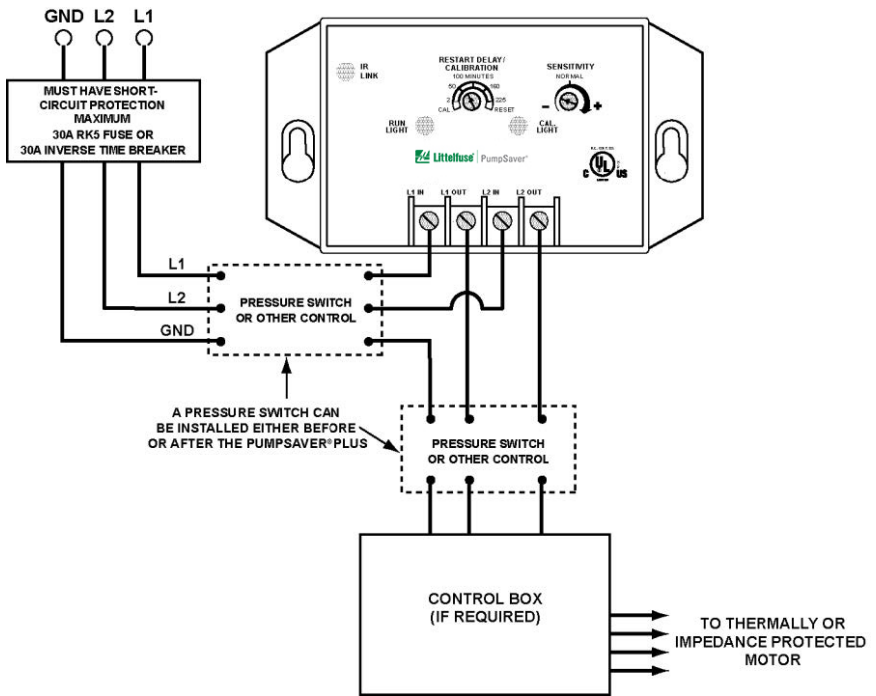 GND L2 L1
MUST HAVE SHORT-
CIRCUIT PROTECTION
MAXIMUM
30A RK5 FUSE OR
30A INVERSE TIME BREAKER
IR
LINK
RESTART DELAY/
CALIBRATION
100 MINUTES
50 160
2 225
CAL RESET
SENSITIVITY
NORMAL
- +
RUN
LIGHT
CAL.
LIGHT
Littelfuse® PumpSaver®
C UL US
L1 IN L1 OUT L2 IN L2 OUT
L1
L2
GND
PRESSURE SWITCH
OR OTHER CONTROL
A PRESSURE SWITCH CAN
BE INSTALLED EITHER BEFORE
OR AFTER THE PUMPSAVER®PLUS
PRESSURE SWITCH
OR OTHER CONTROL
CONTROL BOX
(IF REQUIRED)
TO THERMALLY OR
IMPEDANCE PROTECTED
MOTOR